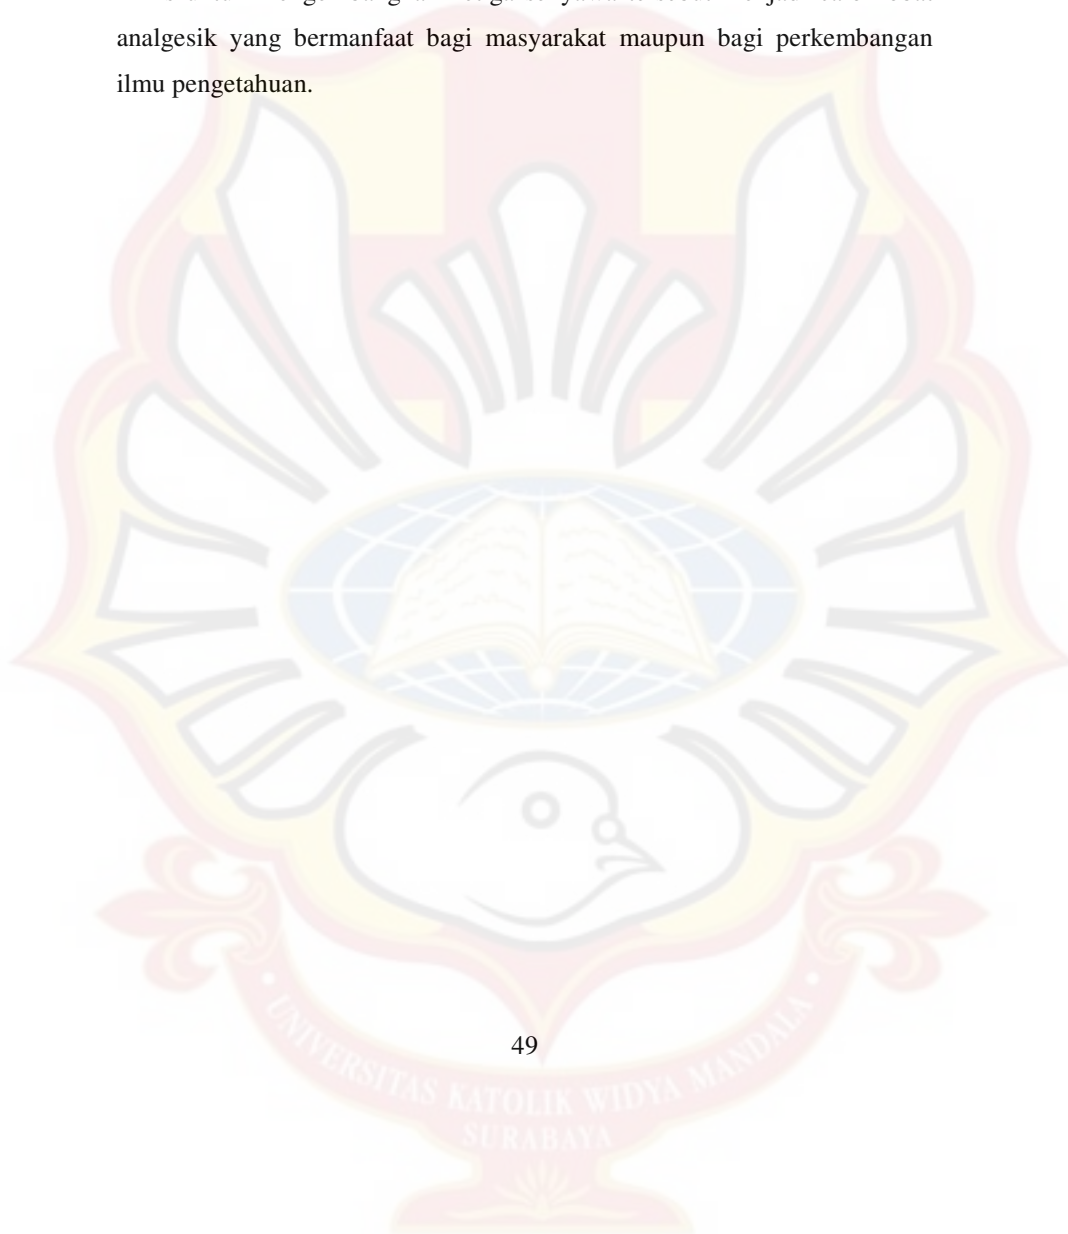 analgesik yang bermanfaat bagi masyarakat maupun bagi perkembangan
ilmu pengetahuan.
49
UNIVERSITAS KATOLIK WIDYA MANDALA
SURABAYA